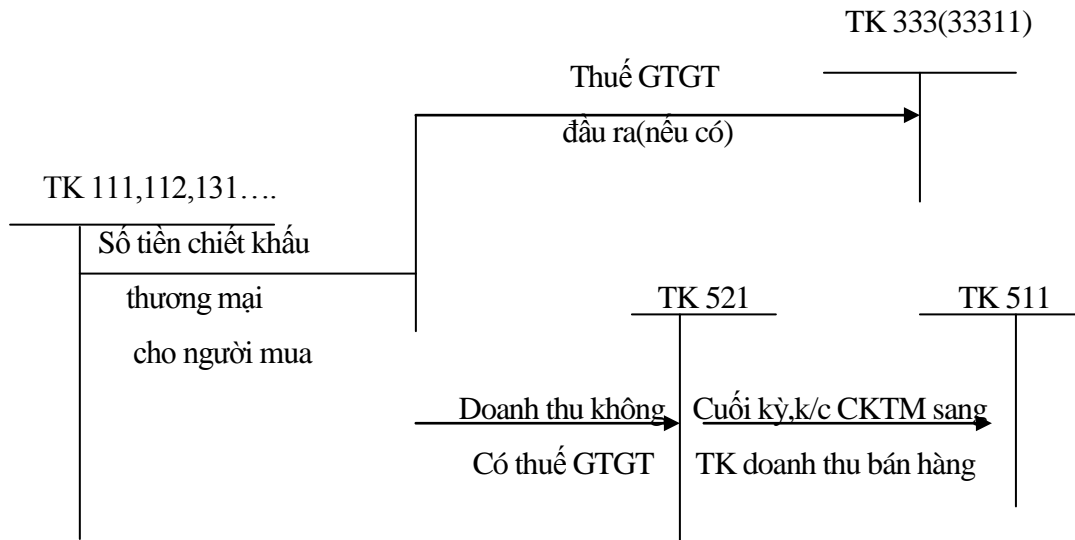 TK 333(33311)
Thuế GTGT
đầu ra(nếu có)
TK 111,112,131….
Số tiền chiết khấu
thương mại
cho người mua
TK 521
TK 511
Doanh thu không
Có thuế GTGT
Cuối kỳ,k/c CKTM sang
TK doanh thu bán hàng